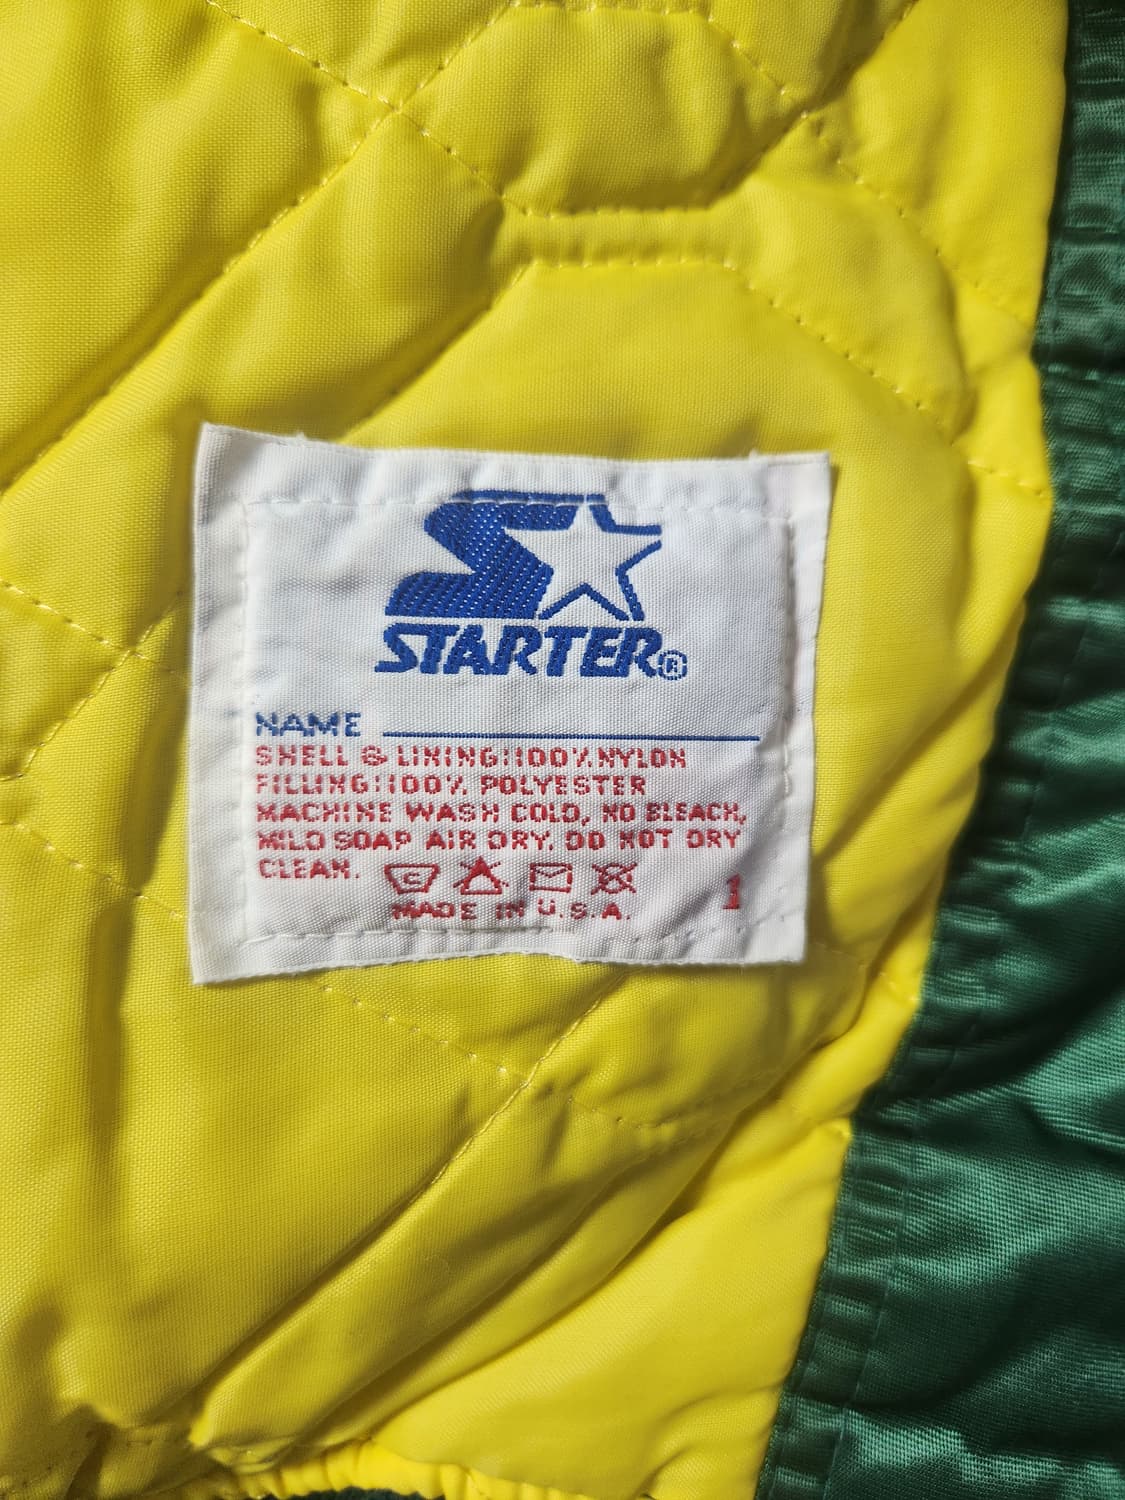 STARTER®
NAME
SHELL & LINING:100% NYLON
FILLING:100% POLYESTER
MACHINE WASH COLD, NO BLEACH,
MILD SOAP AIR DRY. DO NOT DRY
CLEAN.
C
MADE IN U.S.A.
1